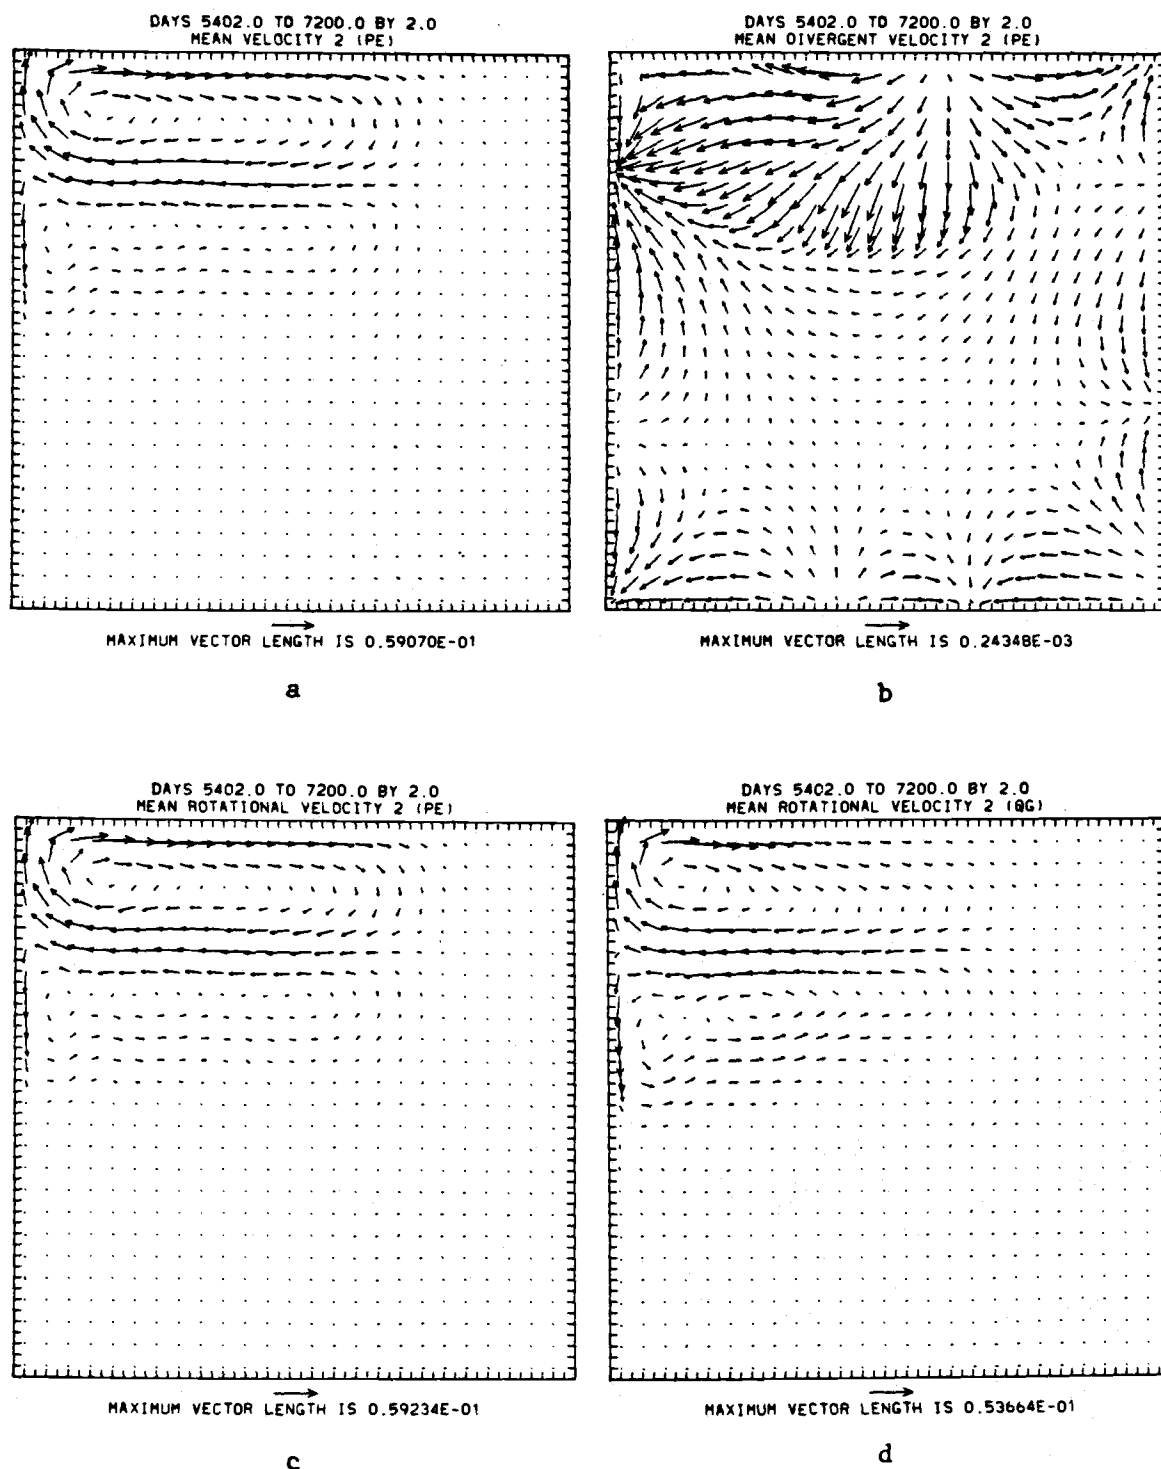 DAYS 5402.0 TO 7200.0 BY 2.0
MEAN VELOCITY 2 (PE)
MAXIMUM VECTOR LENGTH IS 0.59070E-01
a
DAYS 5402.0 TO 7200.0 BY 2.0
MEAN DIVERGENT VELOCITY 2 (PE)
MAXIMUM VECTOR LENGTH IS 0.24348E-03
b
DAYS 5402.0 TO 7200.0 BY 2.0
MEAN ROTATIONAL VELOCITY 2 (PE)
MAXIMUM VECTOR LENGTH IS 0.59234E-01
c
DAYS 5402.0 TO 7200.0 BY 2.0
MEAN ROTATIONAL VELOCITY 2 (QG)
MAXIMUM VECTOR LENGTH IS 0.53664E-01
d